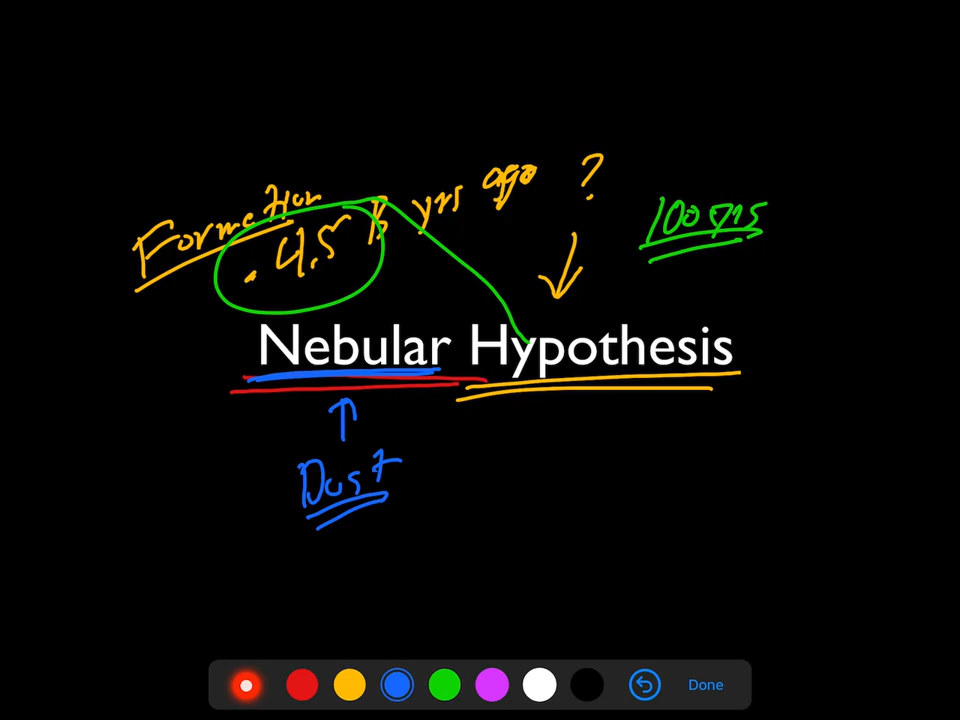 Formation
. 4.5 B yrs ago ?
100 yrs
Nebular Hypothesis
Dust
Done